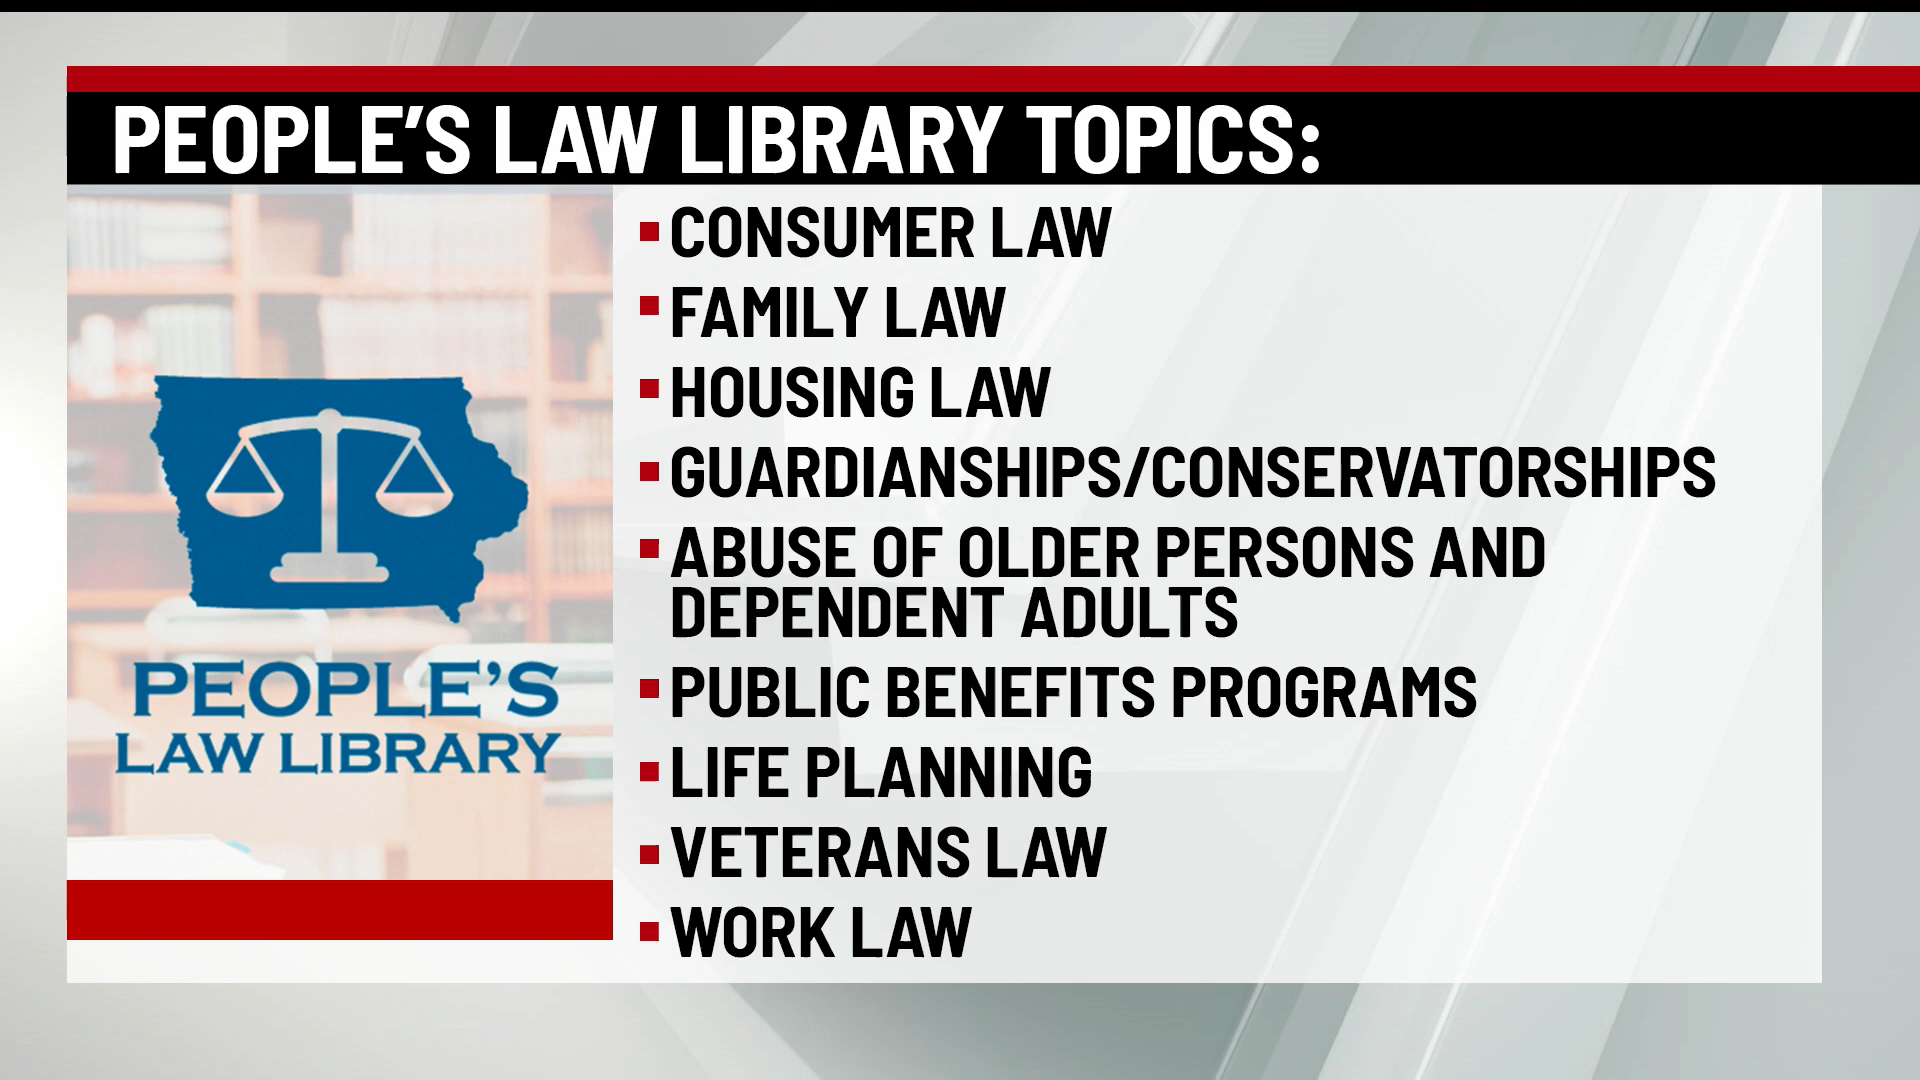 PEOPLE’S LAW LIBRARY TOPICS:
PEOPLE’S
LAW LIBRARY
CONSUMER LAW
FAMILY LAW
HOUSING LAW
GUARDIANSHIPS/CONSERVATORSHIPS
ABUSE OF OLDER PERSONS AND
DEPENDENT ADULTS
PUBLIC BENEFITS PROGRAMS
LIFE PLANNING
VETERANS LAW
WORK LAW